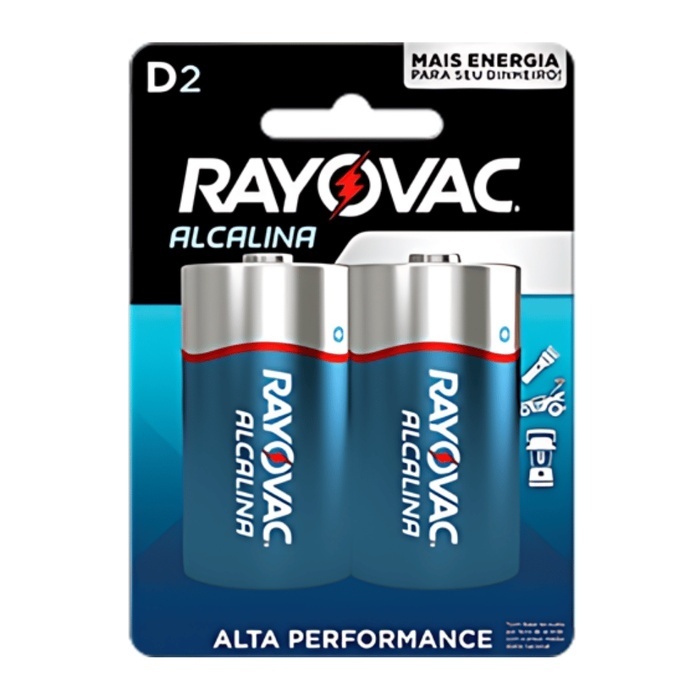 D2
MAIS ENERGIA
PARA SEU DINHEIRO!
RAYOVAC
ALCALINA
RAYOVAC
ALCALINA
RAYOVAC
ALCALINA
ALTA PERFORMANCE